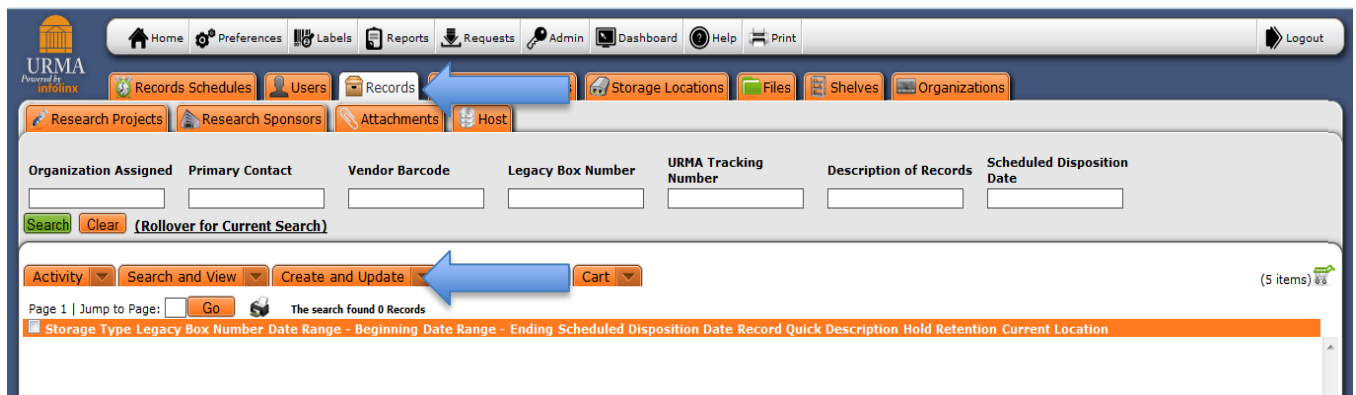 Home Preferences Labels Reports Requests Admin Dashboard Help Print Logout
URMA
Powered by
infolinx
Records Schedules Users Records Storage Locations Files Shelves Organizations
Research Projects Research Sponsors Attachments Host
Organization Assigned Primary Contact Vendor Barcode Legacy Box Number URMA Tracking Number Description of Records Scheduled Disposition Date
Search Clear (Rollover for Current Search)
Activity Search and View Create and Update Cart (5 items)
Page 1 | Jump to Page: Go The search found 0 Records
Storage Type Legacy Box Number Date Range - Beginning Date Range - Ending Scheduled Disposition Date Record Quick Description Hold Retention Current Location